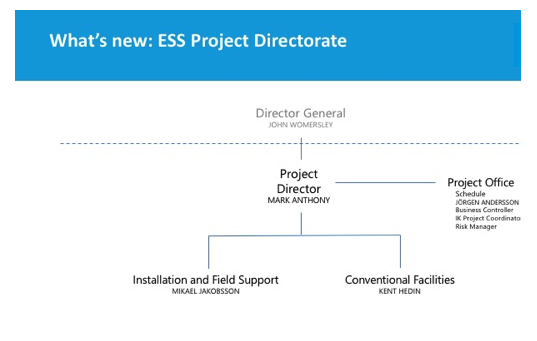 What's new: ESS Project Directorate
Director General
JOHN WOMERSLEY
Project
Director
MARK ANTHONY
Project Office
Schedule
JÖRGEN ANDERSSON
Business Controller
IK Project Coordinato
Risk Manager
Installation and Field Support
MIKAEL JAKOBSSON
Conventional Facilities
KENT HEDIN